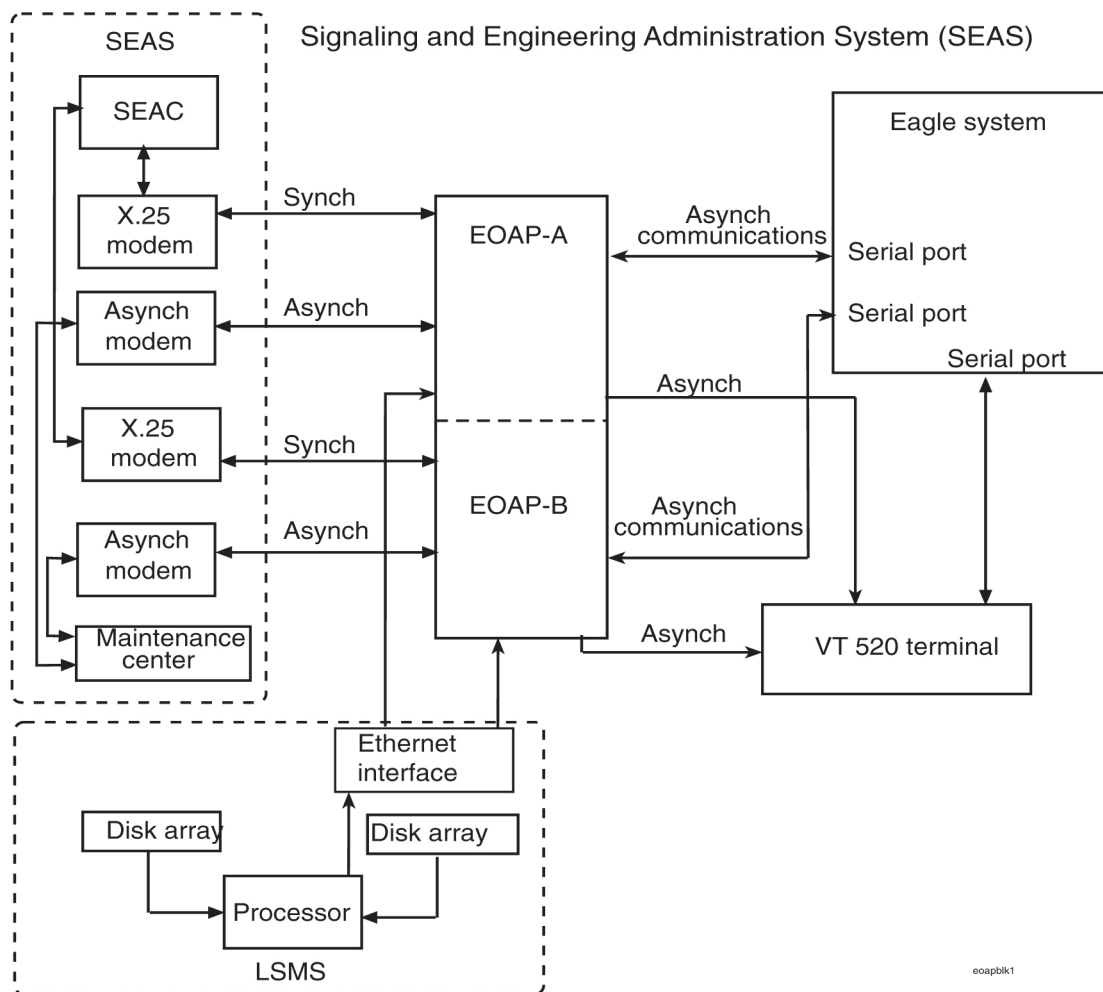 SEAS
Signaling and Engineering Administration System (SEAS)
SEAC
Eagle system
X.25
modem
Synch
EOAP-A
Asynch
communications
Serial port
Asynch
modem
Asynch
Serial port
Serial port
Asynch
X.25
modem
Synch
EOAP-B
Asynch
communications
Asynch
modem
Asynch
Maintenance
center
Asynch
VT 520 terminal
Ethernet
interface
Disk array
Disk array
Processor
LSMS
eoapblk1